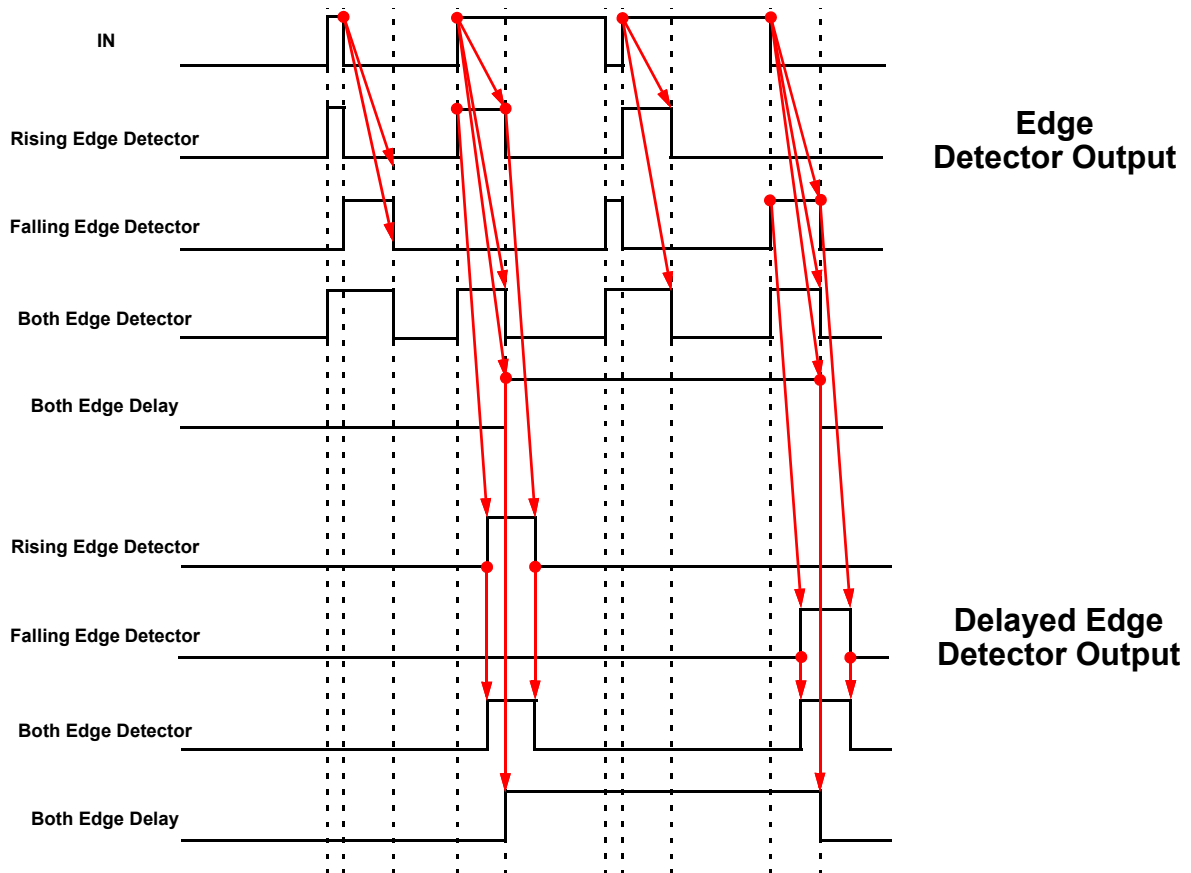 IN
Rising Edge Detector
Edge
Detector Output
Falling Edge Detector
Both Edge Detector
Both Edge Delay
Rising Edge Detector
Falling Edge Detector
Delayed Edge
Detector Output
Both Edge Detector
Both Edge Delay